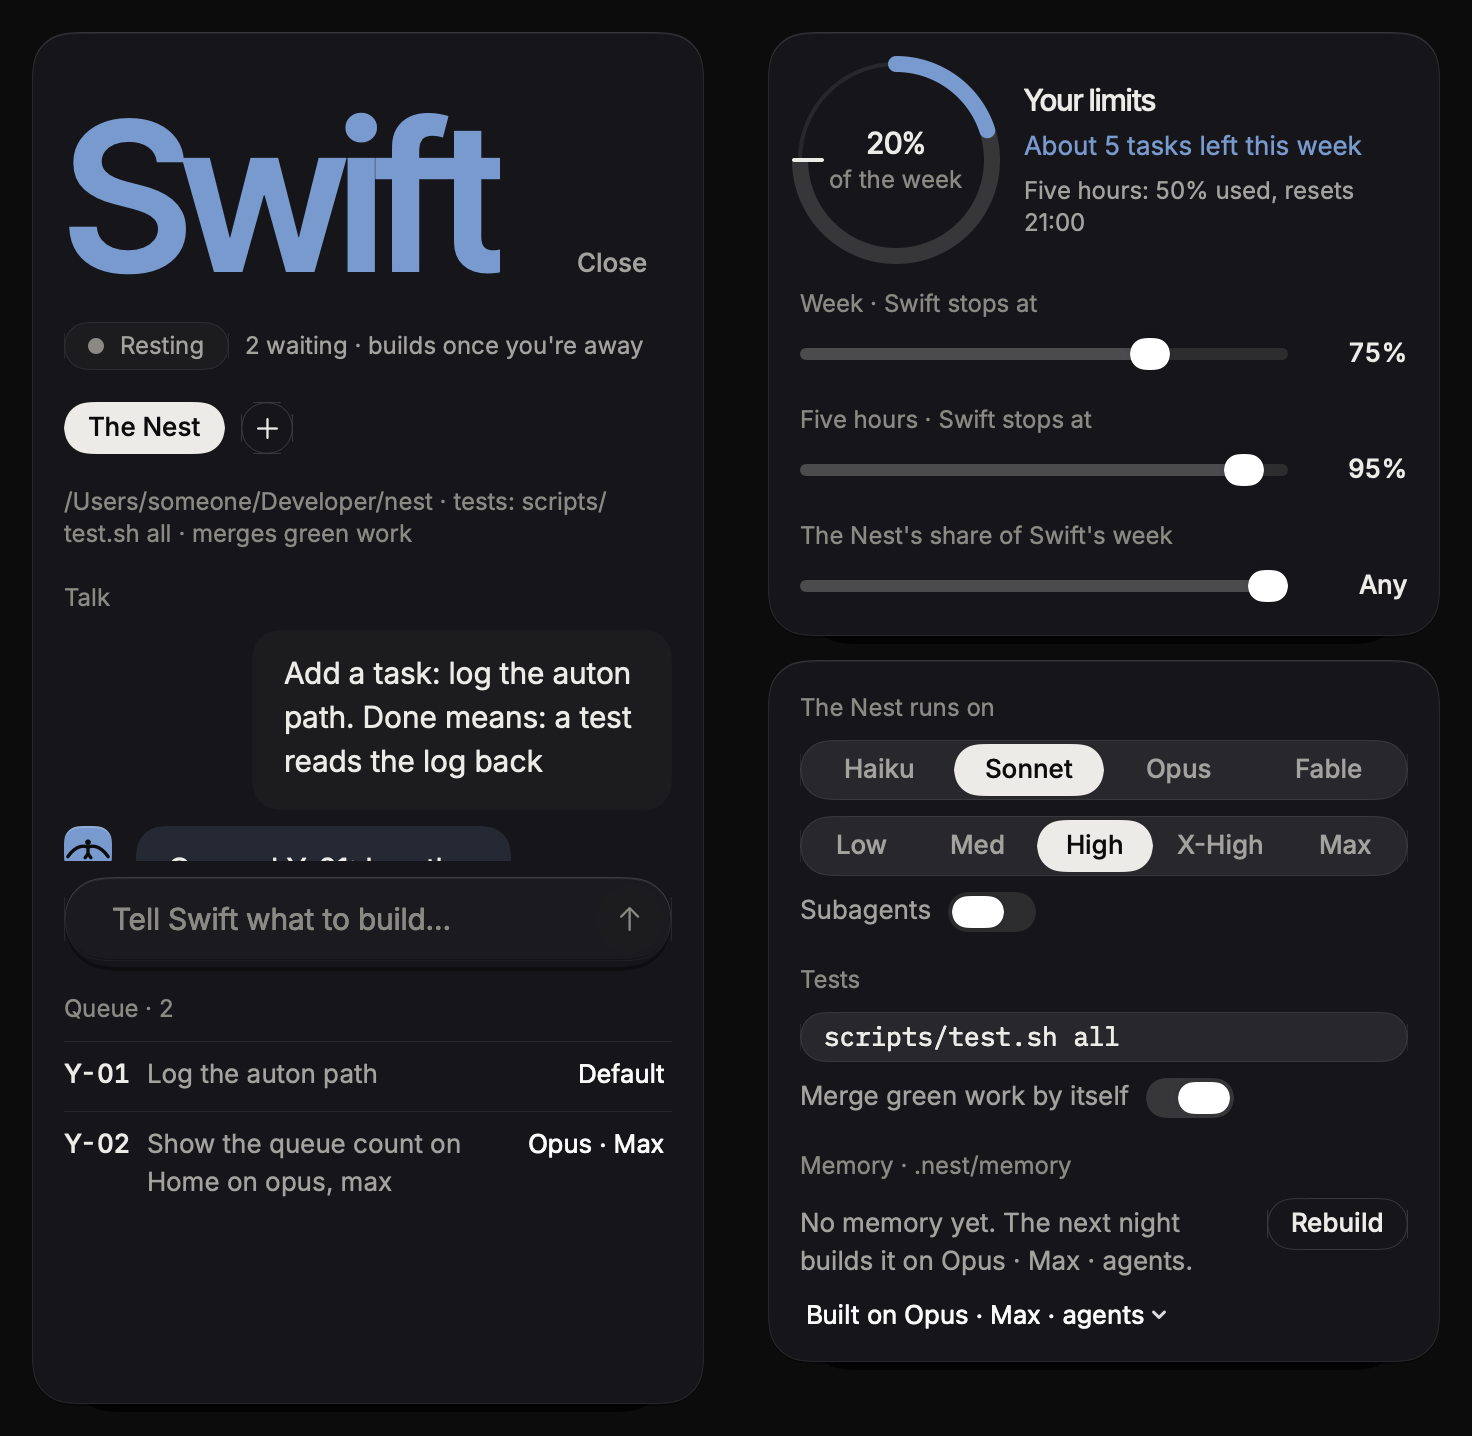 Swift
Close
Resting
2 waiting · builds once you're away
The Nest
/Users/someone/Developer/nest · tests: scripts/
test.sh all · merges green work
Talk
Add a task: log the auton
path. Done means: a test
reads the log back
Tell Swift what to build...
Queue · 2
Y-01 Log the auton path Default
Y-02 Show the queue count on Opus · Max
Home on opus, max
20%
of the week
Your limits
About 5 tasks left this week
Five hours: 50% used, resets
21:00
Week · Swift stops at
75%
Five hours · Swift stops at
95%
The Nest's share of Swift's week
Any
The Nest runs on
Haiku Sonnet Opus Fable
Low Med High X-High Max
Subagents
Tests
scripts/test.sh all
Merge green work by itself
Memory · .nest/memory
No memory yet. The next night
builds it on Opus · Max · agents.
Rebuild
Built on Opus · Max · agents